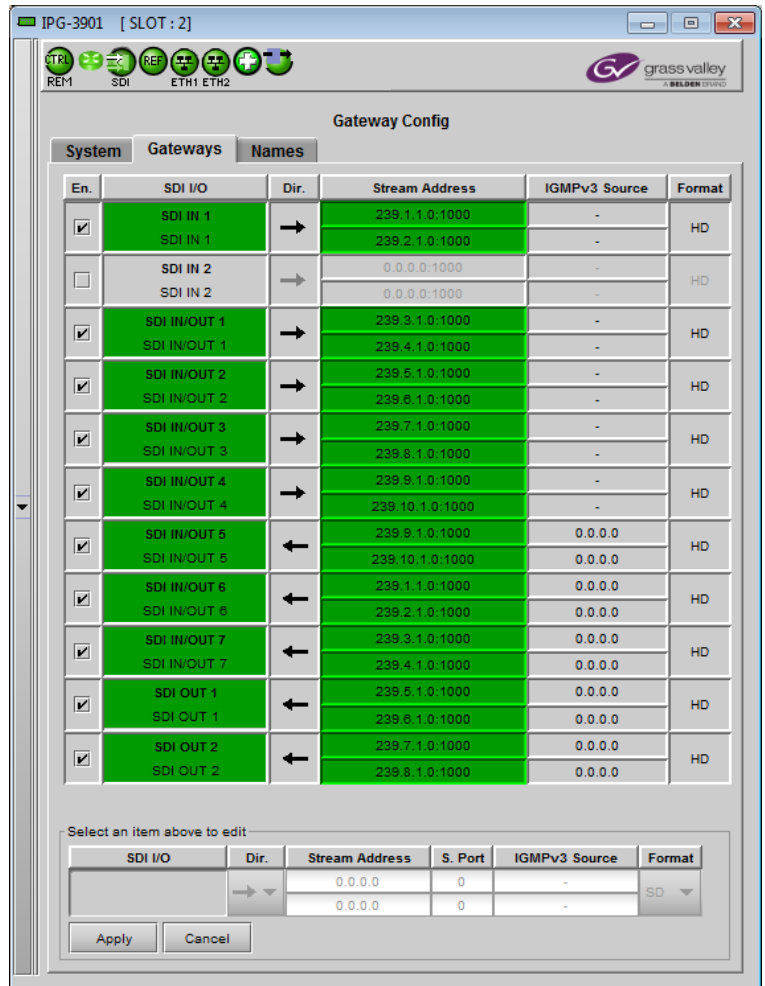 IPG-3901 [ SLOT : 2]
CTRL REF
REM SDI ETH1 ETH2
GV grass valley
A BELDEN BRAND
Gateway Config
System Gateways Names
En. SDI I/O Dir. Stream Address IGMPv3 Source Format
SDI IN 1 239.1.1.0:1000 - HD
SDI IN 1 239.2.1.0:1000 -
SDI IN 2 0.0.0.0:1000 - HD
SDI IN 2 0.0.0.0:1000 -
SDI IN/OUT 1 239.3.1.0:1000 - HD
SDI IN/OUT 1 239.4.1.0:1000 -
SDI IN/OUT 2 239.5.1.0:1000 - HD
SDI IN/OUT 2 239.6.1.0:1000 -
SDI IN/OUT 3 239.7.1.0:1000 - HD
SDI IN/OUT 3 239.8.1.0:1000 -
SDI IN/OUT 4 239.9.1.0:1000 - HD
SDI IN/OUT 4 239.10.1.0:1000 -
SDI IN/OUT 5 239.9.1.0:1000 0.0.0.0 HD
SDI IN/OUT 5 239.10.1.0:1000 0.0.0.0
SDI IN/OUT 6 239.1.1.0:1000 0.0.0.0 HD
SDI IN/OUT 6 239.2.1.0:1000 0.0.0.0
SDI IN/OUT 7 239.3.1.0:1000 0.0.0.0 HD
SDI IN/OUT 7 239.4.1.0:1000 0.0.0.0
SDI OUT 1 239.5.1.0:1000 0.0.0.0 HD
SDI OUT 1 239.6.1.0:1000 0.0.0.0
SDI OUT 2 239.7.1.0:1000 0.0.0.0 HD
SDI OUT 2 239.8.1.0:1000 0.0.0.0
Select an item above to edit
SDI I/O Dir. Stream Address S. Port IGMPv3 Source Format
0.0.0.0 0 - SD
0.0.0.0 0 -
Apply Cancel